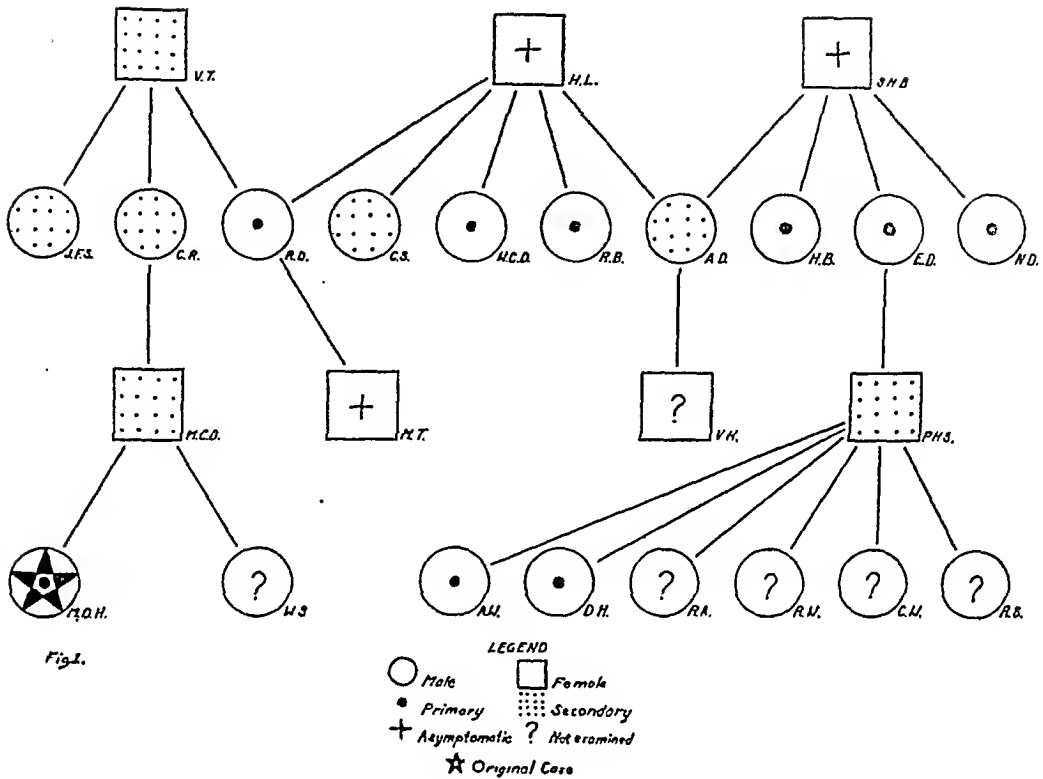 V.T.
H.L.
S.H.B
J.F.S.
C.R.
R.D.
C.S.
W.C.D.
R.B.
A.D.
H.B.
E.D.
N.D.
M.C.D.
+
M.T.
?
V.H.
P.H.S.
M.D.H.
?
W.S
A.W.
D.H.
?
R.A.
?
R.W.
?
C.W.
?
R.S.
Fig 1.
LEGEND
Male Female
Primary Secondary
+ Asymptomatic ? Not examined
Original Case